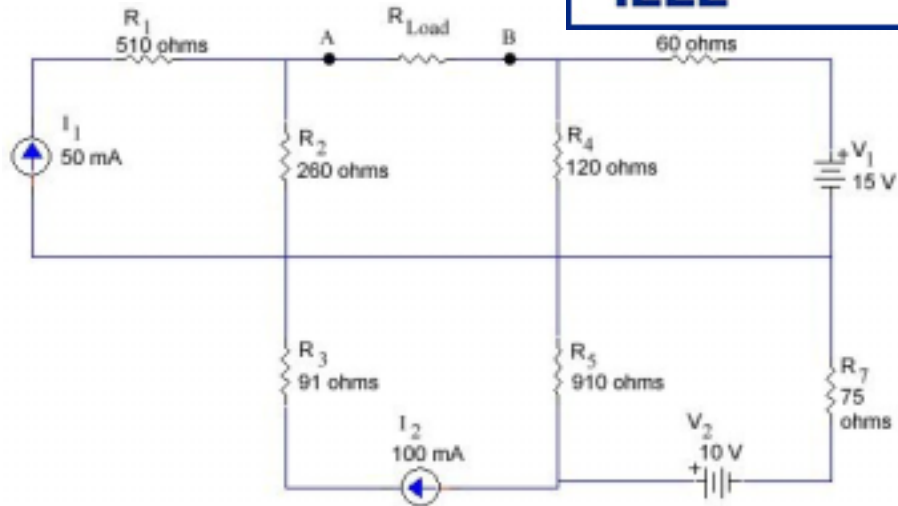 R1
510 ohms
A
RLoad
B
60 ohms
I1
50 mA
R2
260 ohms
R4
120 ohms
+
V1
15 V
R3
91 ohms
R5
910 ohms
R7
75
ohms
I2
100 mA
V2
10 V
+